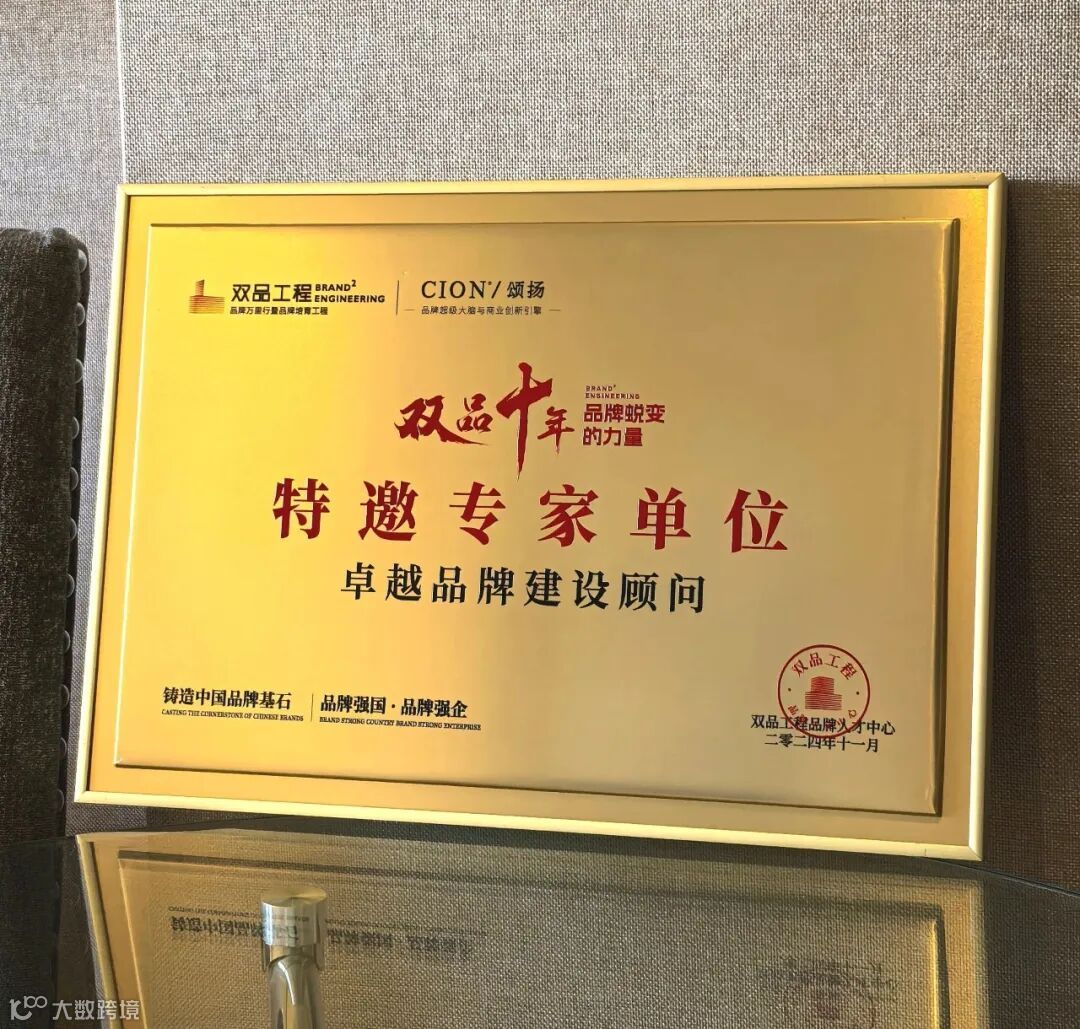 双品工程 BRAND² ENGINEERING
品牌万里行暨品牌培育工程
CION°/颂扬
品牌超级大脑与商业创新引擎
双品十年
BRAND²
ENGINEERING
品牌蜕变
的力量
特邀专家单位
卓越品牌建设顾问
铸造中国品牌基石
CASTING THE CORNERSTONE OF CHINESE BRANDS
品牌强国·品牌强企
BRAND STRONG COUNTRY BRAND STRONG ENTERPRISE
双品工程
双品工程品牌人才中心
二零二四年十一月
大数跨境